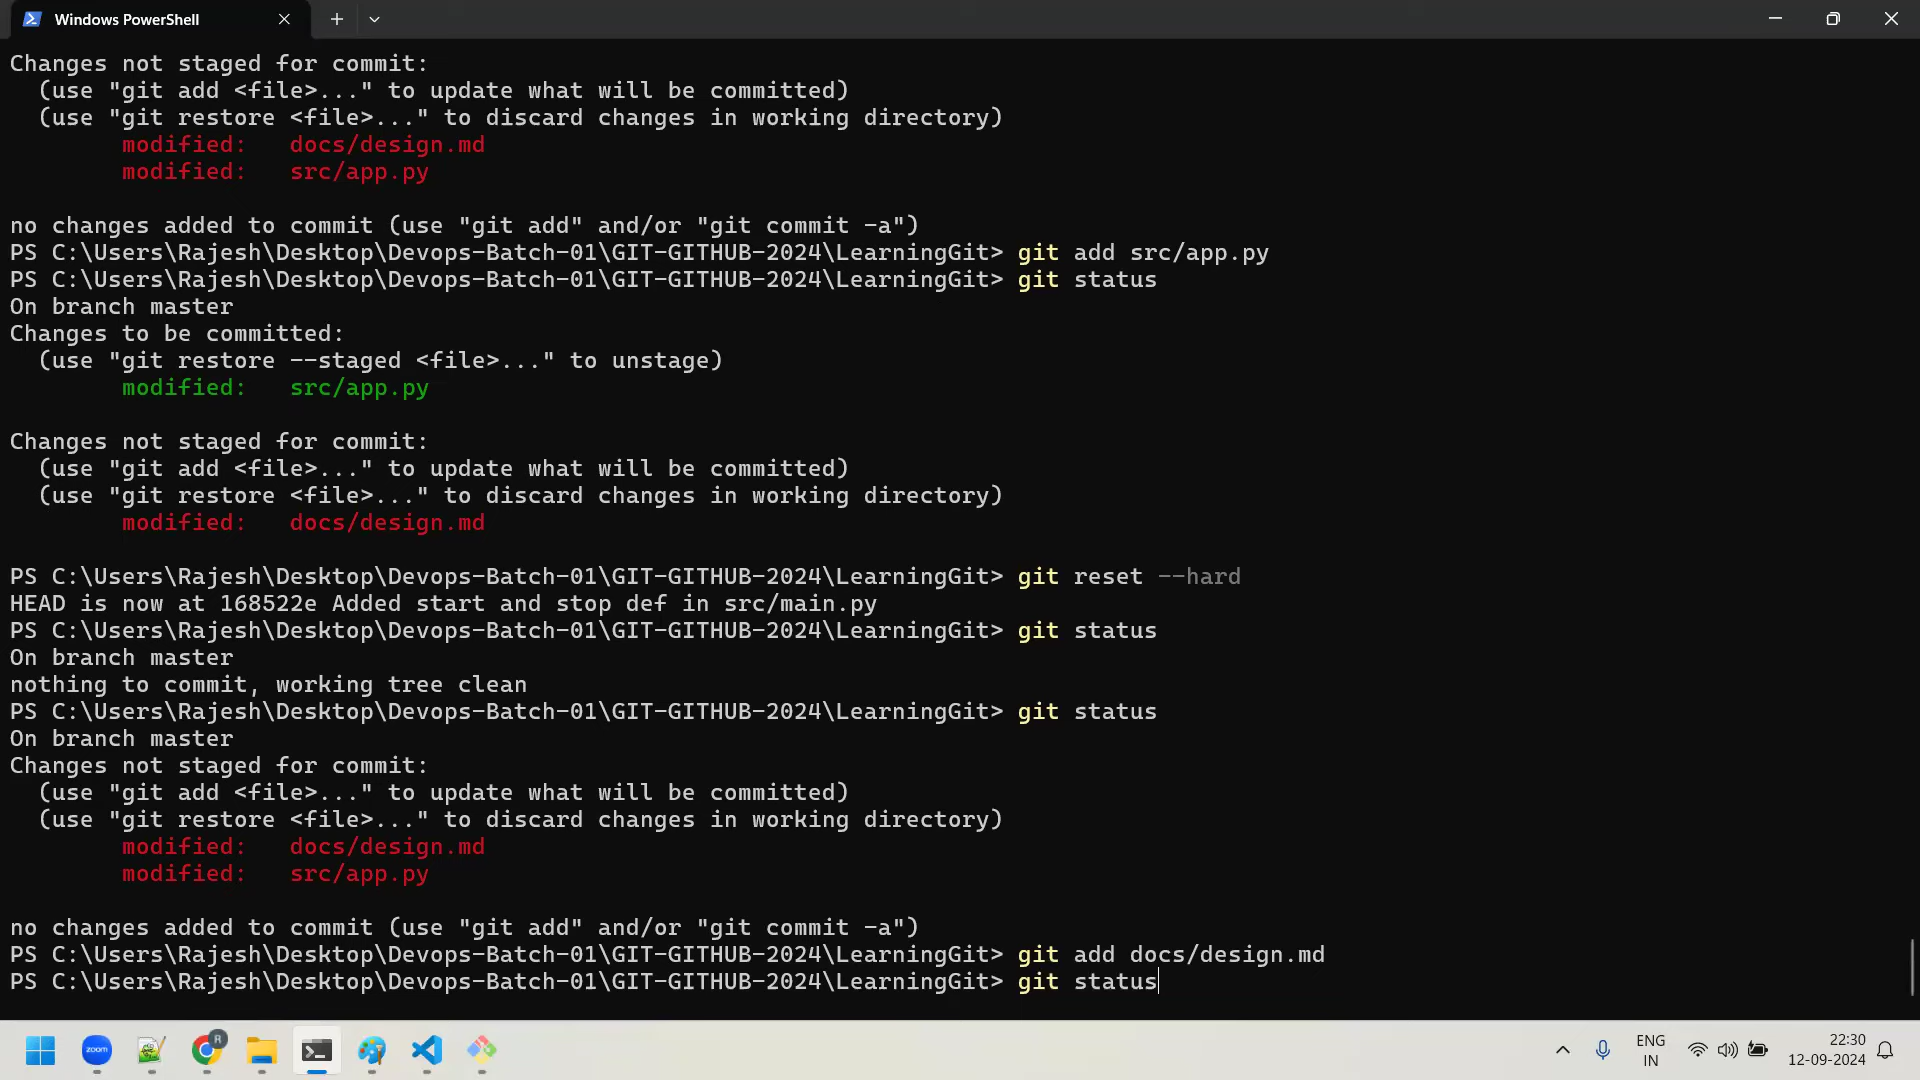 Windows PowerShell
Changes not staged for commit:
  (use "git add <file>..." to update what will be committed)
  (use "git restore <file>..." to discard changes in working directory)
        modified:   docs/design.md
        modified:   src/app.py
no changes added to commit (use "git add" and/or "git commit -a")
PS C:\Users\Rajesh\Desktop\Devops-Batch-01\GIT-GITHUB-2024\LearningGit> git add src/app.py
PS C:\Users\Rajesh\Desktop\Devops-Batch-01\GIT-GITHUB-2024\LearningGit> git status
On branch master
Changes to be committed:
  (use "git restore --staged <file>..." to unstage)
        modified:   src/app.py
Changes not staged for commit:
  (use "git add <file>..." to update what will be committed)
  (use "git restore <file>..." to discard changes in working directory)
        modified:   docs/design.md
PS C:\Users\Rajesh\Desktop\Devops-Batch-01\GIT-GITHUB-2024\LearningGit> git reset --hard
HEAD is now at 168522e Added start and stop def in src/main.py
PS C:\Users\Rajesh\Desktop\Devops-Batch-01\GIT-GITHUB-2024\LearningGit> git status
On branch master
nothing to commit, working tree clean
PS C:\Users\Rajesh\Desktop\Devops-Batch-01\GIT-GITHUB-2024\LearningGit> git status
On branch master
Changes not staged for commit:
  (use "git add <file>..." to update what will be committed)
  (use "git restore <file>..." to discard changes in working directory)
        modified:   docs/design.md
        modified:   src/app.py
no changes added to commit (use "git add" and/or "git commit -a")
PS C:\Users\Rajesh\Desktop\Devops-Batch-01\GIT-GITHUB-2024\LearningGit> git add docs/design.md
PS C:\Users\Rajesh\Desktop\Devops-Batch-01\GIT-GITHUB-2024\LearningGit> git status
zoom
R
ENG
IN
22:30
12-09-2024